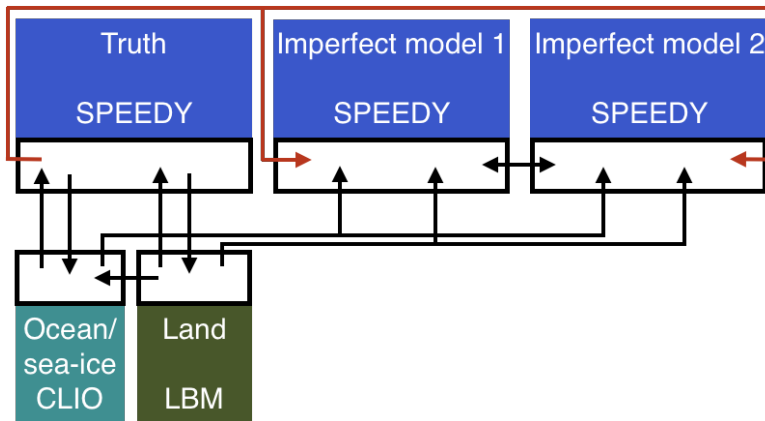 Truth
SPEEDY
Imperfect model 1
SPEEDY
Imperfect model 2
SPEEDY
Ocean/
sea-ice
CLIO
Land
LBM